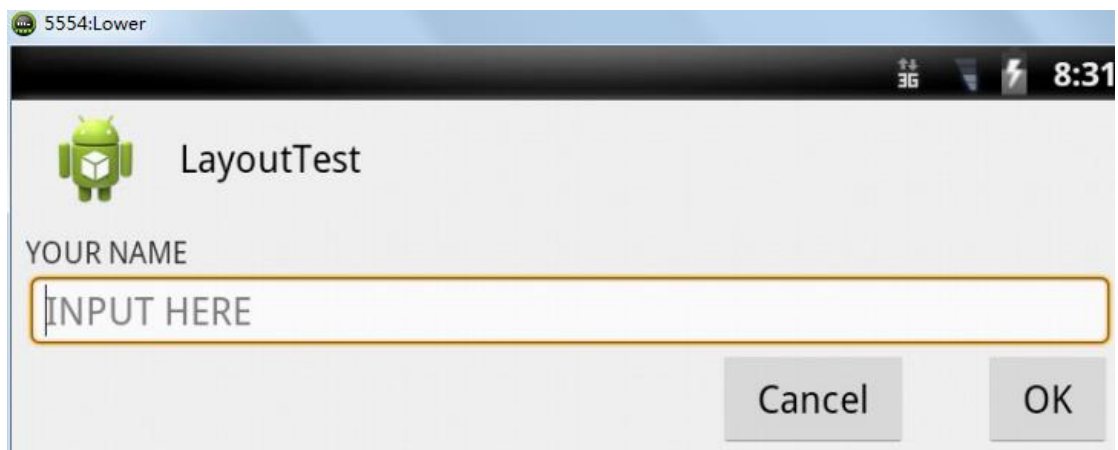 5554:Lower
3G 8:31
LayoutTest
YOUR NAME
INPUT HERE
Cancel OK